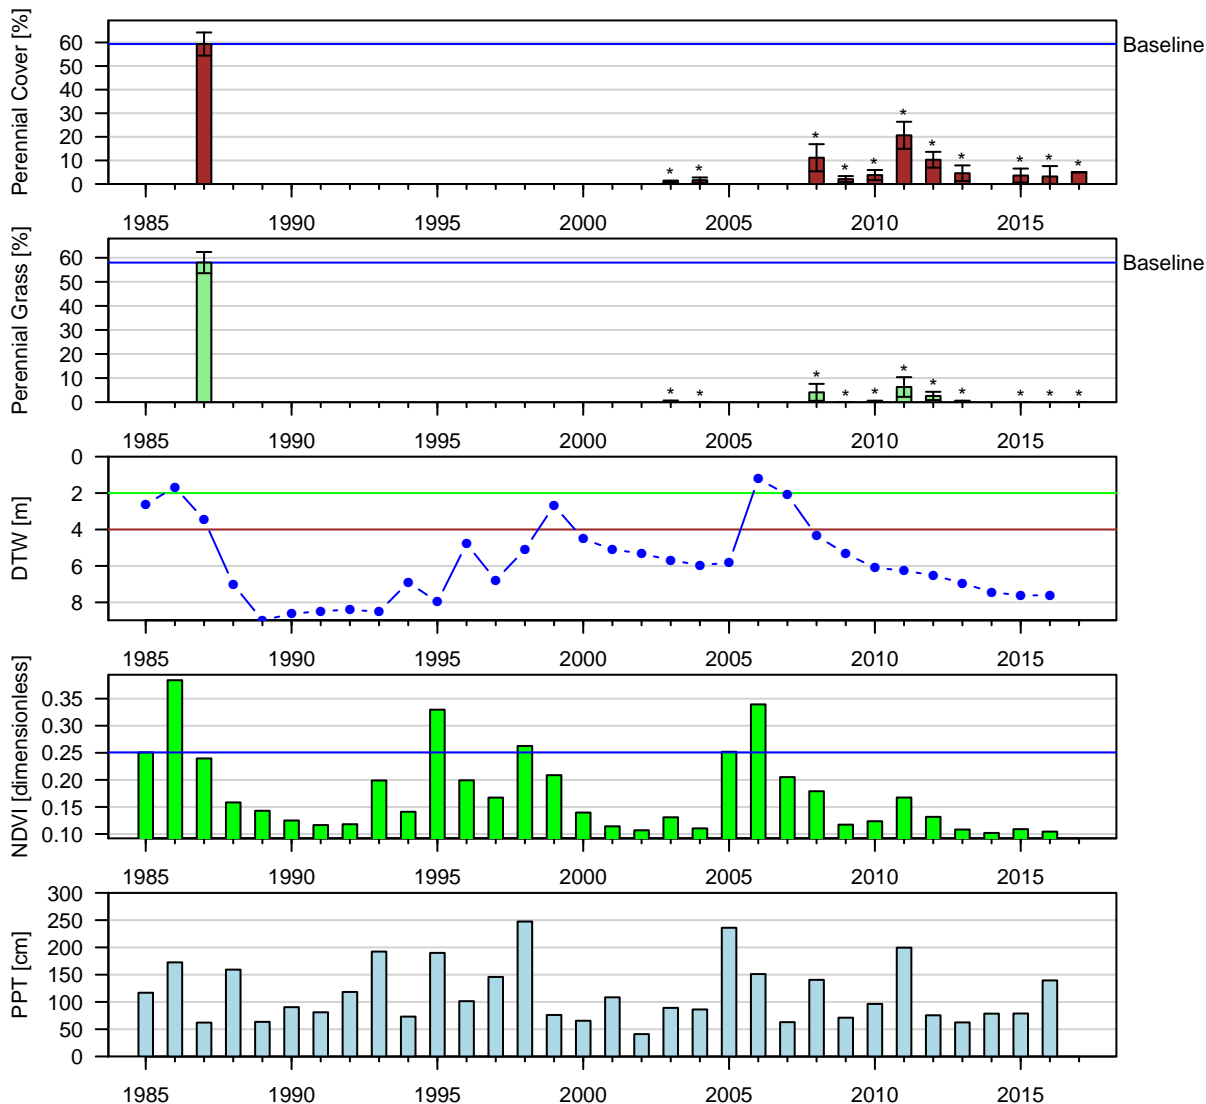 Perennial Cover [%]
60
50
40
30
20
10
0
Baseline
* * * * * * * * * * *
1985 1990 1995 2000 2005 2010 2015
Perennial Grass [%]
60
50
40
30
20
10
0
Baseline
* * * * * * * * * * *
1985 1990 1995 2000 2005 2010 2015
DTW [m]
0
2
4
6
8
1985 1990 1995 2000 2005 2010 2015
NDVI [dimensionless]
0.35
0.30
0.25
0.20
0.15
0.10
1985 1990 1995 2000 2005 2010 2015
PPT [cm]
300
250
200
150
100
50
0
1985 1990 1995 2000 2005 2010 2015